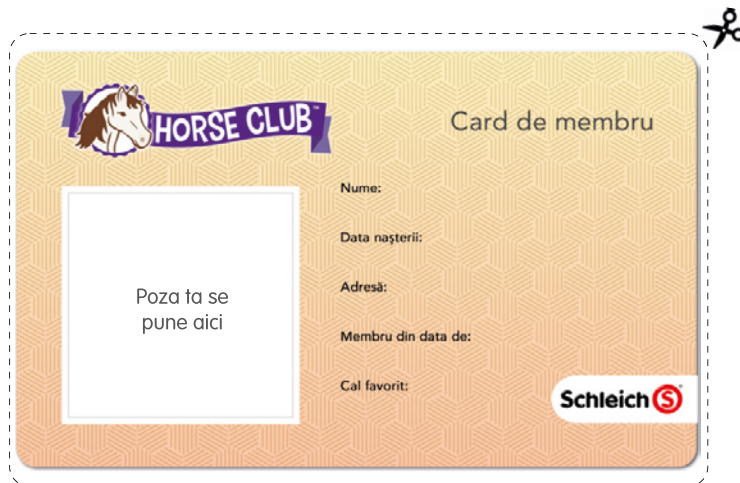 HORSE CLUB™
Card de membru
Nume:
Data nașterii:
Adresă:
Membru din data de:
Cal favorit:
Poza ta se
pune aici
Schleich S